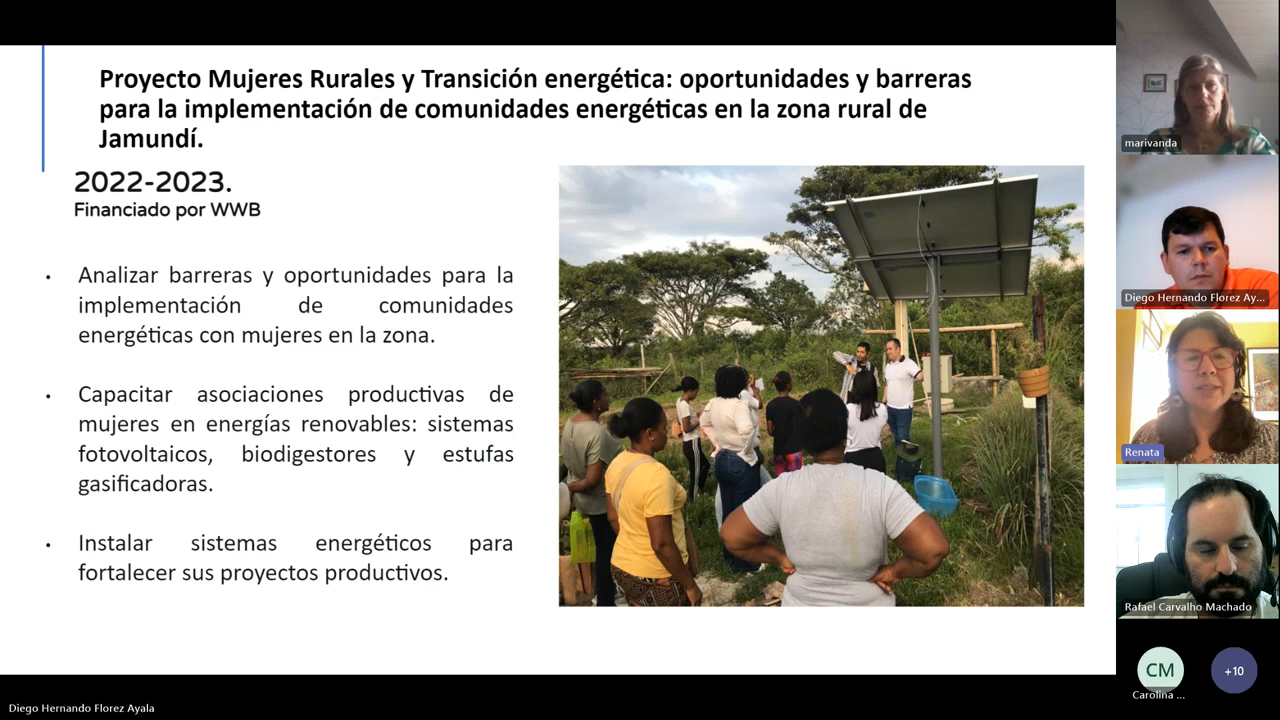 Proyecto Mujeres Rurales y Transición energética: oportunidades y barreras
para la implementación de comunidades energéticas en la zona rural de
Jamundí.
2022-2023.
Financiado por WWB
• Analizar barreras y oportunidades para la
implementación de comunidades
energéticas con mujeres en la zona.
• Capacitar asociaciones productivas de
mujeres en energías renovables: sistemas
fotovoltaicos, biodigestores y estufas
gasificadoras.
• Instalar sistemas energéticos para
fortalecer sus proyectos productivos.
marivanda
Diego Hernando Florez Ay...
Renata
Rafael Carvalho Machado
CM
Carolina ...
+10
Diego Hernando Florez Ayala